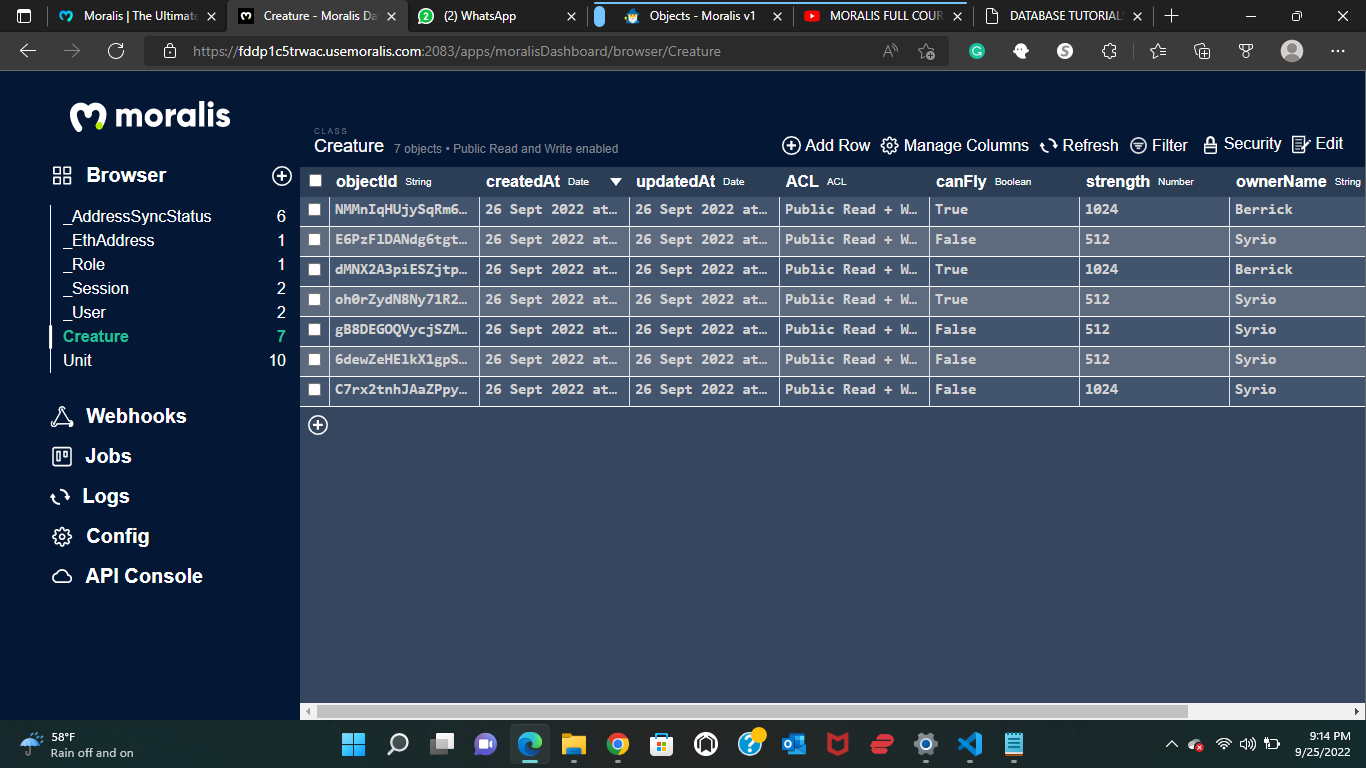 Moralis | The Ultimate
Creature - Moralis Da
(2) WhatsApp
Objects - Moralis v1
MORALIS FULL COUR
DATABASE TUTORIAL
https://fddp1c5trwac.usemoralis.com:2083/apps/moralisDashboard/browser/Creature
moralis
CLASS
Creature 7 objects • Public Read and Write enabled
Add Row Manage Columns Refresh Filter Security Edit
Browser
_AddressSyncStatus 6
_EthAddress 1
_Role 1
_Session 2
_User 2
Creature 7
Unit 10
Webhooks
Jobs
Logs
Config
API Console
objectId String createdAt Date updatedAt Date ACL ACL canFly Boolean strength Number ownerName String
NMMnIqHUjySqRm6… 26 Sept 2022 at… 26 Sept 2022 at… Public Read + W… True 1024 Berrick
E6PzFlDANdg6tgt… 26 Sept 2022 at… 26 Sept 2022 at… Public Read + W… False 512 Syrio
dMNX2A3piESZjtp… 26 Sept 2022 at… 26 Sept 2022 at… Public Read + W… True 1024 Berrick
oh0rZydN8Ny71R2… 26 Sept 2022 at… 26 Sept 2022 at… Public Read + W… True 512 Syrio
gB8DEGOQVycjSZM… 26 Sept 2022 at… 26 Sept 2022 at… Public Read + W… False 512 Syrio
6dewZeHElkX1gpS… 26 Sept 2022 at… 26 Sept 2022 at… Public Read + W… False 512 Syrio
C7rx2tnhJAaZPpy… 26 Sept 2022 at… 26 Sept 2022 at… Public Read + W… False 1024 Syrio
58°F
Rain off and on
9:14 PM
9/25/2022